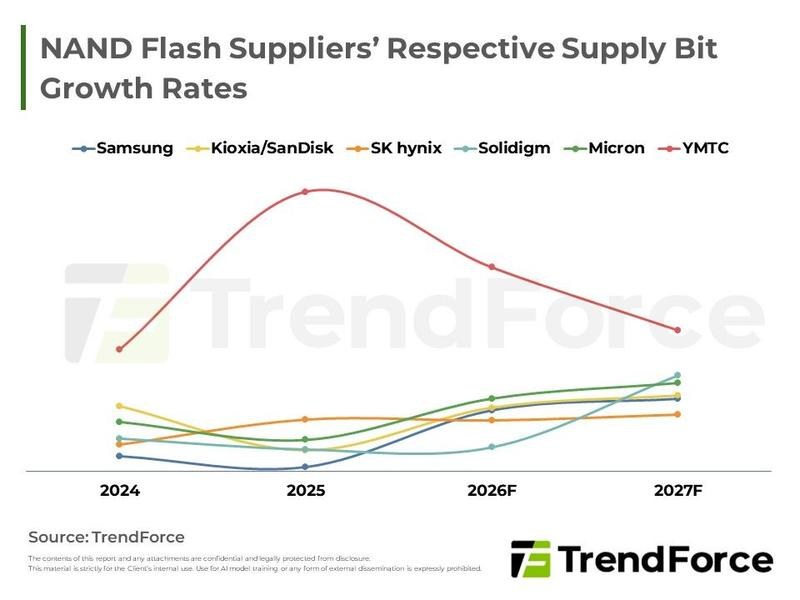 NAND Flash Suppliers’ Respective Supply Bit
Growth Rates
Samsung Kioxia/SanDisk SK hynix Solidigm Micron YMTC
TrendForce
2024 2025 2026F 2027F
Source: TrendForce
The contents of this report and any attachments are confidential and legally protected from disclosure.
This material is strictly for the Client's internal use. Use for AI model training or any form of external dissemination is expressly prohibited.
TrendForce